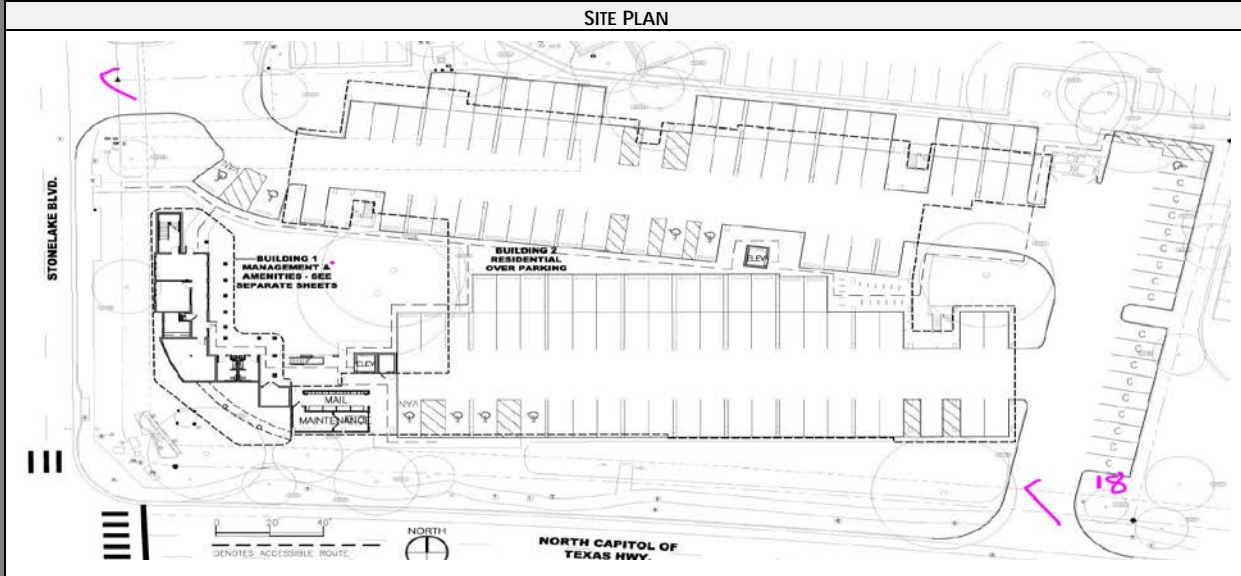 SITE PLAN
STONELAKE BLVD.
VAN
BUILDING 1
MANAGEMENT &
AMENITIES - SEE
SEPARATE SHEETS
BUILDING 2
RESIDENTIAL
OVER PARKING
ELEV
C
C
C
C
C
C
C
C
C
C
C
C
C
C
ELEV
MAIL
MAINTENANCE
VAN
18
0 20' 40'
DENOTES ACCESSIBLE ROUTE
NORTH
NORTH CAPITOL OF
TEXAS HWY.